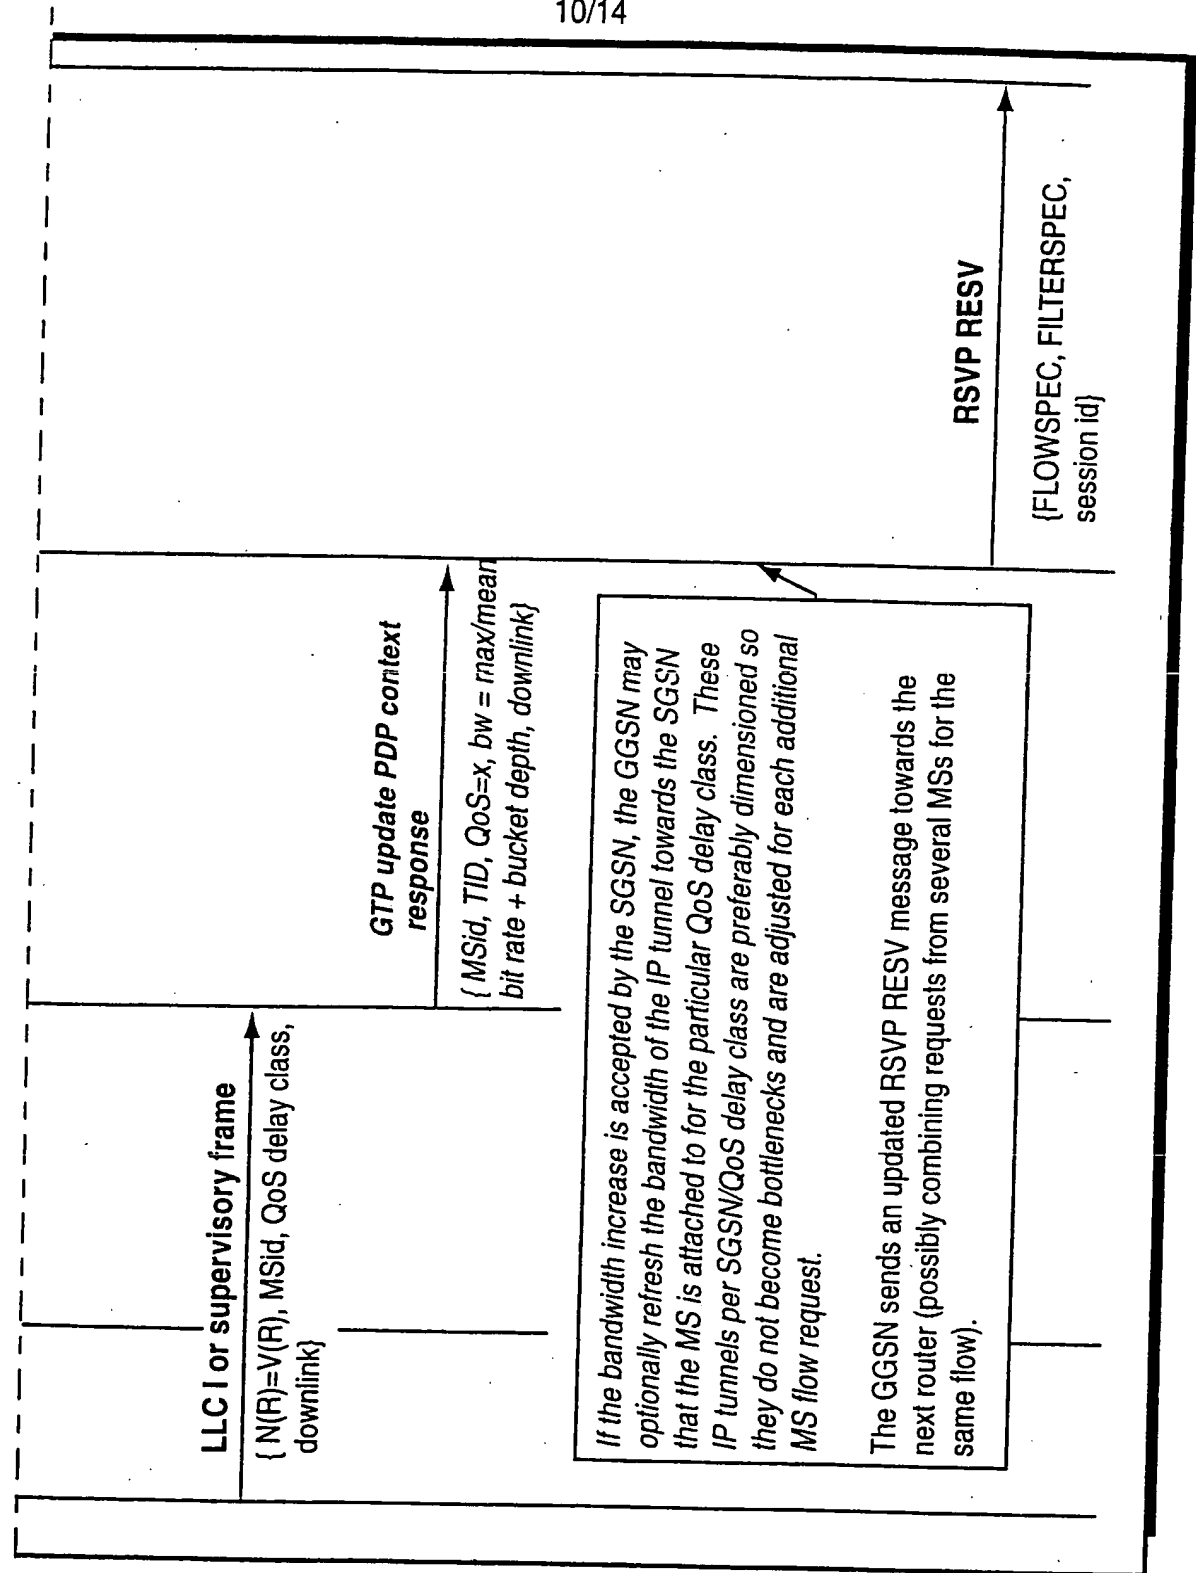 10/14
LLC I or supervisory frame
{ N(R)=V(R), MSid, QoS delay class,
downlink}
GTP update PDP context
response
{ MSid, TID, QoS=x, bw = max/mean
bit rate + bucket depth, downlink}
If the bandwidth increase is accepted by the SGSN, the GGSN may
optionally refresh the bandwidth of the IP tunnel towards the SGSN
that the MS is attached to for the particular QoS delay class. These
IP tunnels per SGSN/QoS delay class are preferably dimensioned so
they do not become bottlenecks and are adjusted for each additional
MS flow request.
The GGSN sends an updated RSVP RESV message towards the
next router (possibly combining requests from several MSs for the
same flow).
RSVP RESV
{FLOWSPEC, FILTERSPEC,
session id}